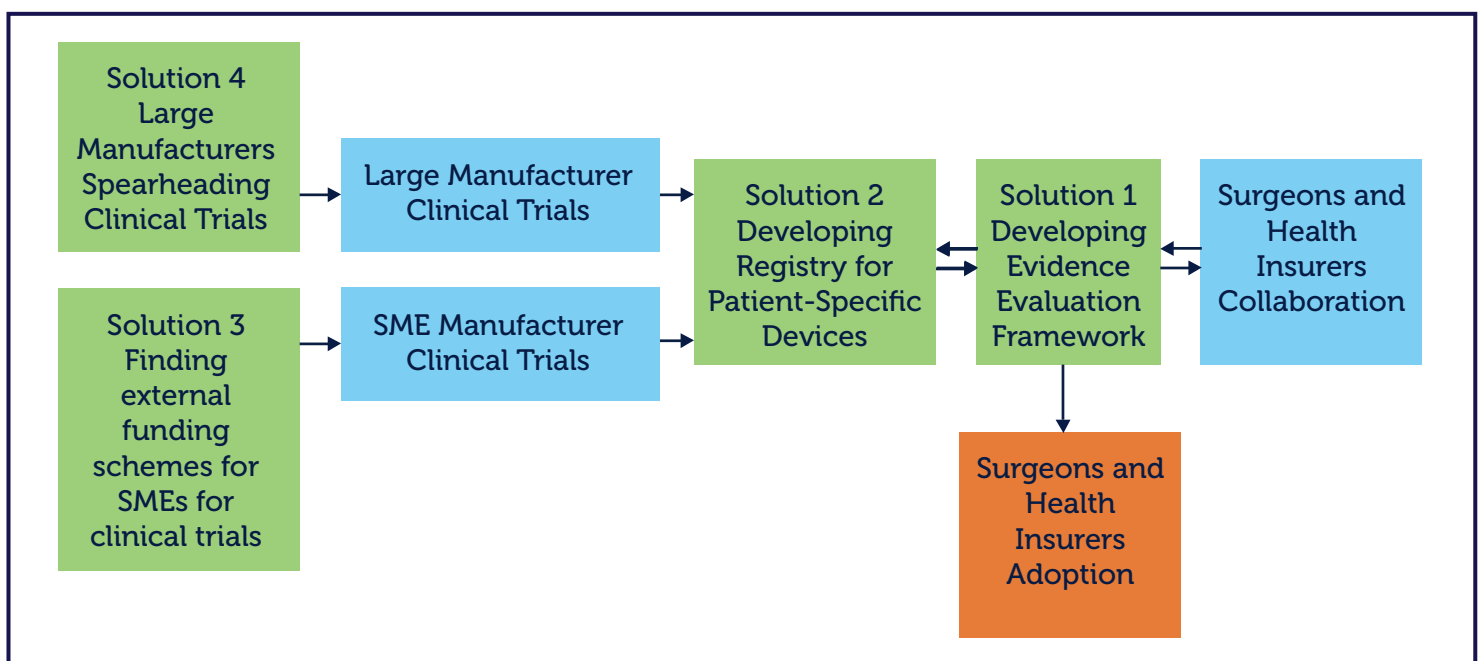 Solution 4
Large
Manufacturers
Spearheading
Clinical Trials
Large Manufacturer
Clinical Trials
Solution 3
Finding
external
funding
schemes for
SMEs for
clinical trials
SME Manufacturer
Clinical Trials
Solution 2
Developing
Registry for
Patient-Specific
Devices
Solution 1
Developing
Evidence
Evaluation
Framework
Surgeons and
Health
Insurers
Collaboration
Surgeons and
Health
Insurers
Adoption